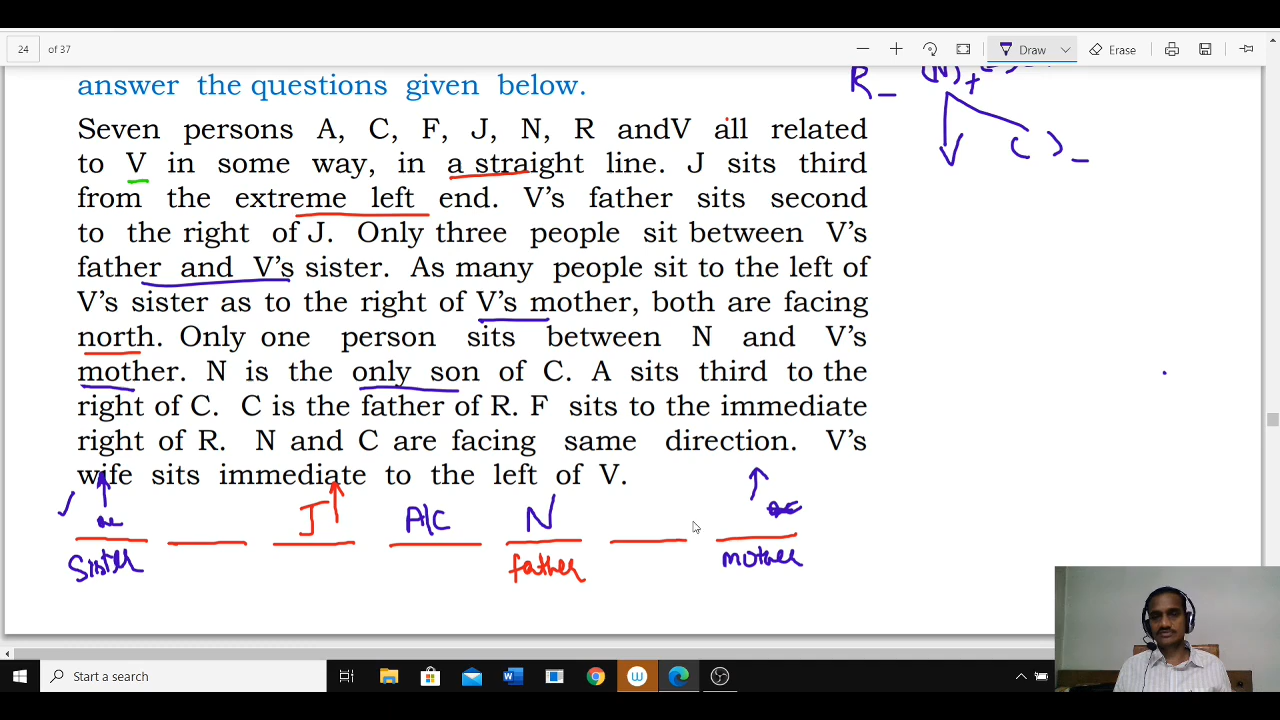 24 of 37
Draw
Erase
answer the questions given below.
R_ (N)+
V ( )_
Seven persons A, C, F, J, N, R andV all related
to V in some way, in a straight line. J sits third
from the extreme left end. V's father sits second
to the right of J. Only three people sit between V's
father and V's sister. As many people sit to the left of
V's sister as to the right of V's mother, both are facing
north. Only one person sits between N and V's
mother. N is the only son of C. A sits third to the
right of C. C is the father of R. F sits to the immediate
right of R. N and C are facing same direction. V's
wife sits immediate to the left of V.
J A/C N
Sister father mother
Type here to search